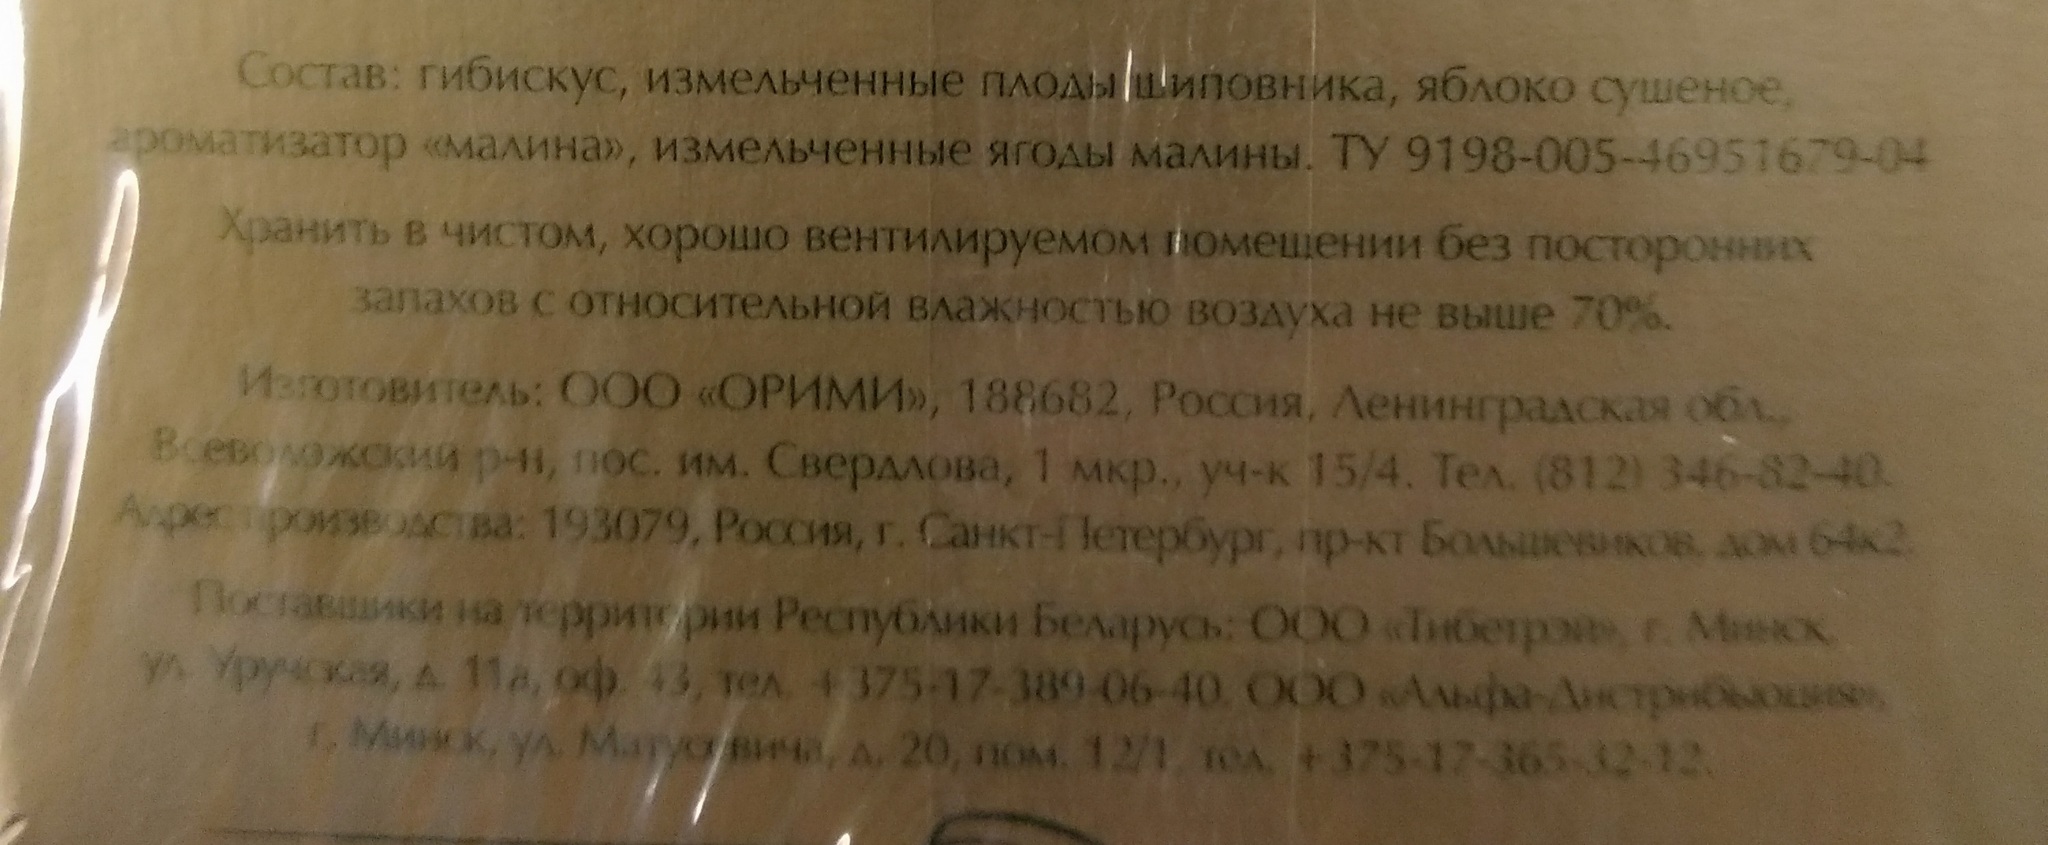 Состав: гибискус, измельченные плоды шиповника, яблоко сушеное,
ароматизатор «малина», измельченные ягоды малины. ТУ 9198-005-46951679-04
Хранить в чистом, хорошо вентилируемом помещении без посторонних
запахов с относительной влажностью воздуха не выше 70%.
Изготовитель: ООО «ОРИМИ», 188682, Россия, Ленинградская обл.,
Всеволожский р-н, пос. им. Свердлова, 1 мкр., уч-к 15/4. Тел. (812) 346-82-40.
Адрес производства: 193079, Россия, г. Санкт-Петербург, пр-кт Большевиков, дом 64к2.
Поставщики на территории Республики Беларусь: ООО «Тибетрэй», г. Минск,
ул. Уручская, д. 11а, оф. 43, тел. +375-17-389-06-40. ООО «Альфа-Дистрибьюция»,
г. Минск, ул. Матусевича, д. 20, пом. 12/1, тел. +375-17-365-32-12.